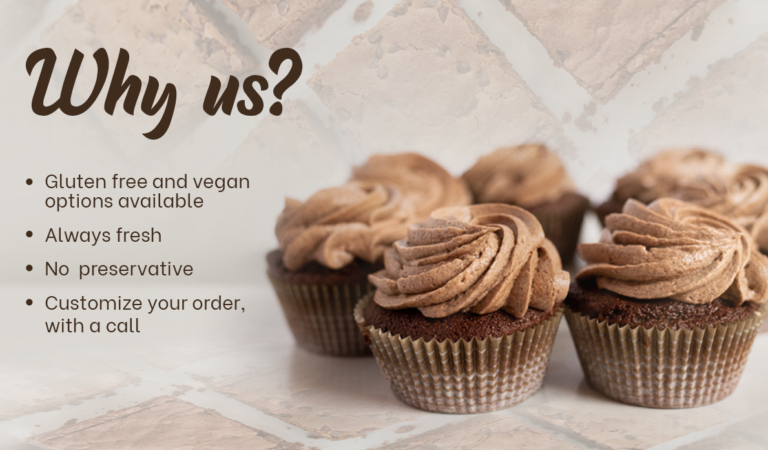 Why us?
• Gluten free and vegan
options available
• Always fresh
• No preservative
• Customize your order,
with a call